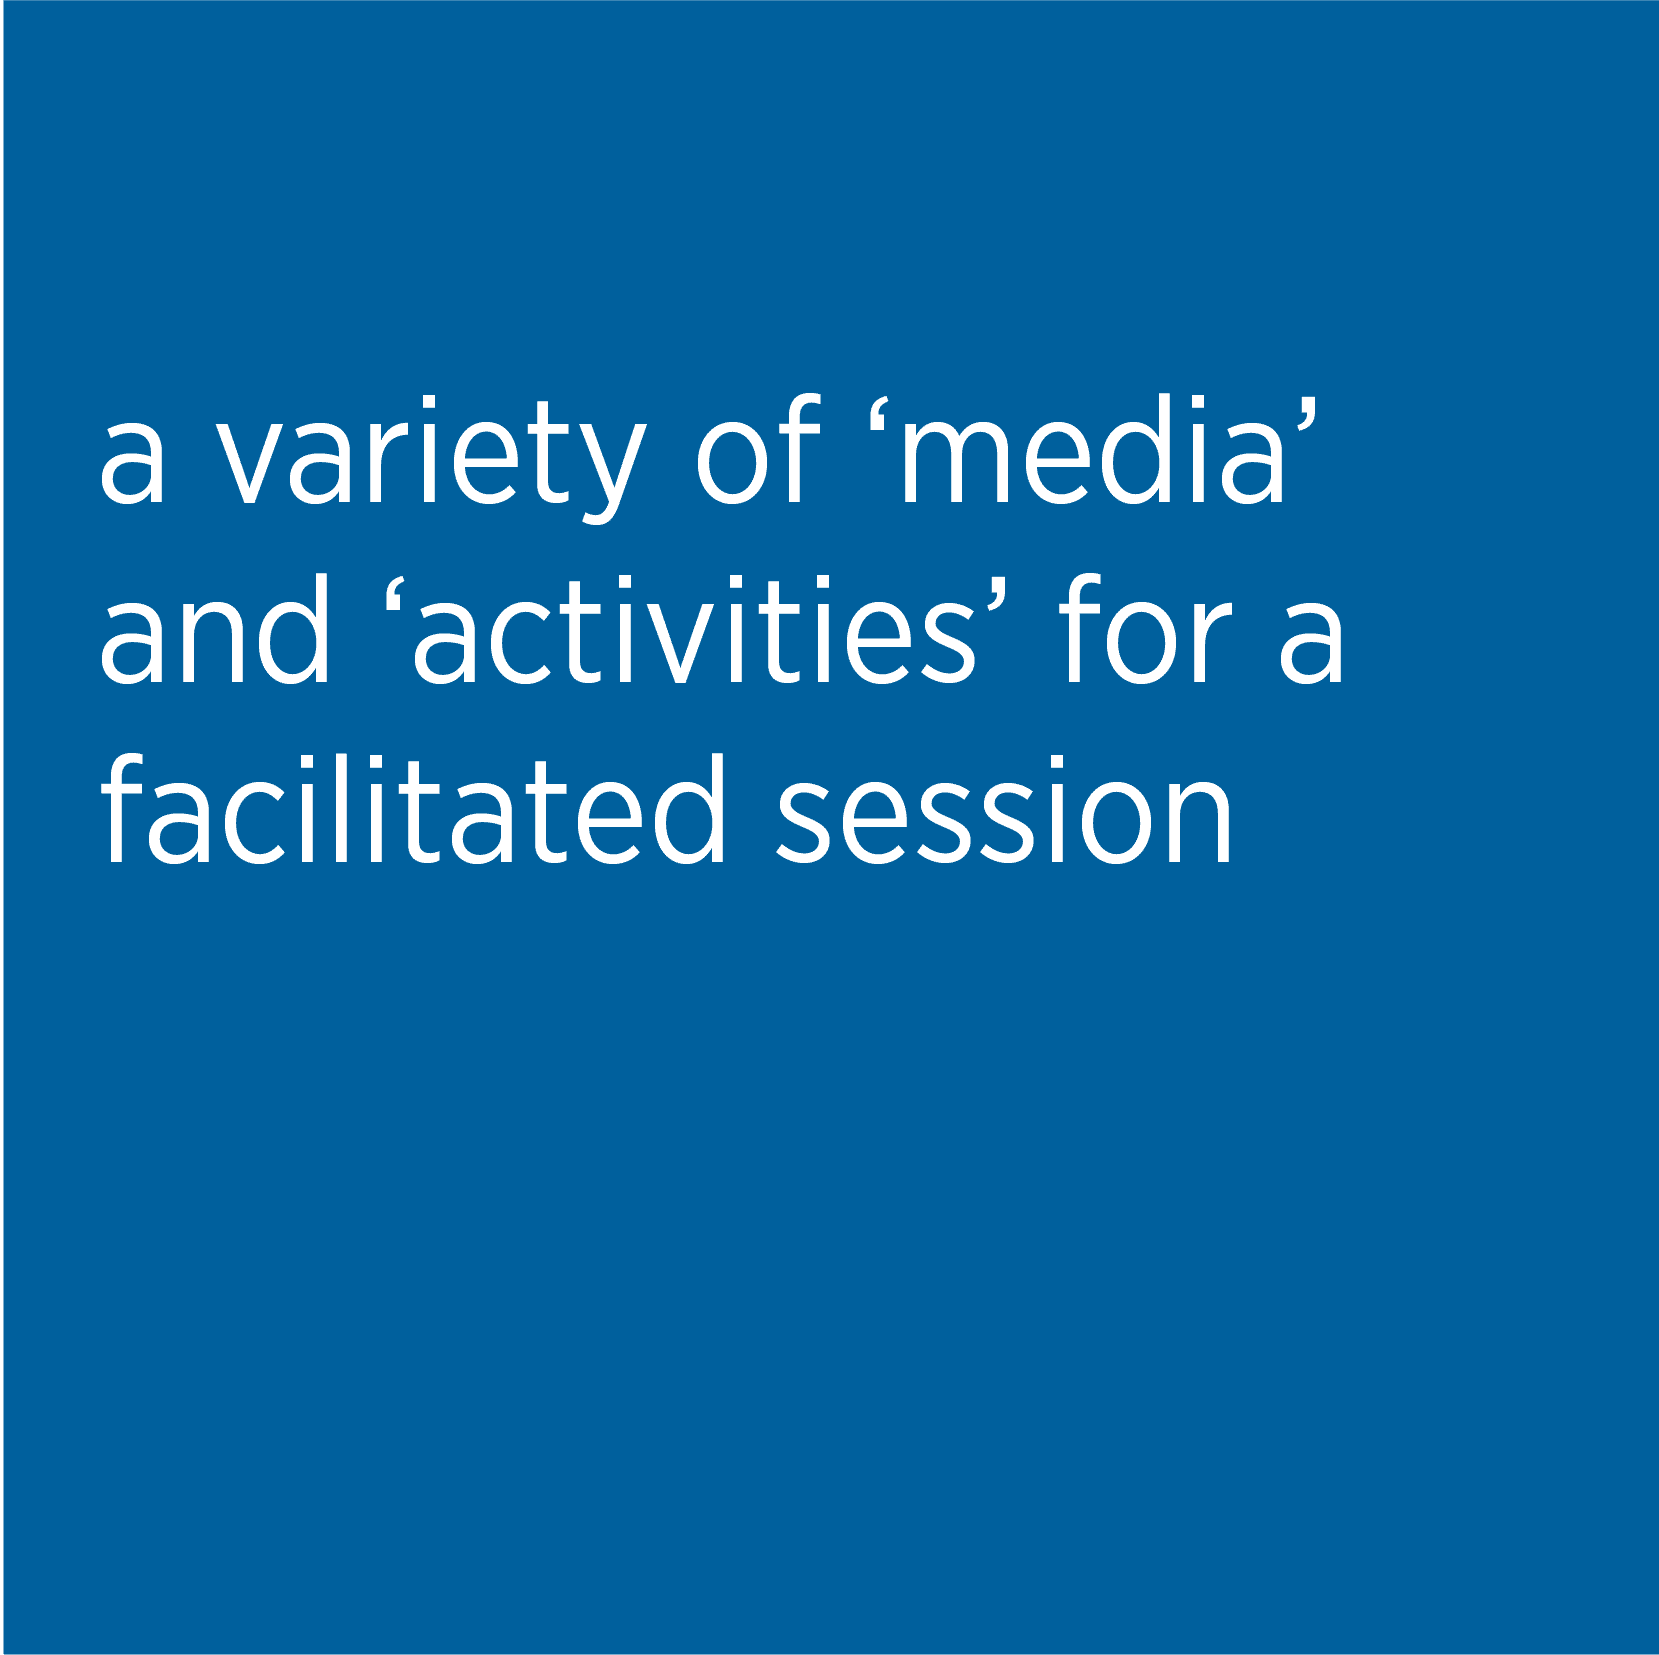 a variety of ‘media’
and ‘activities’ for a
facilitated session